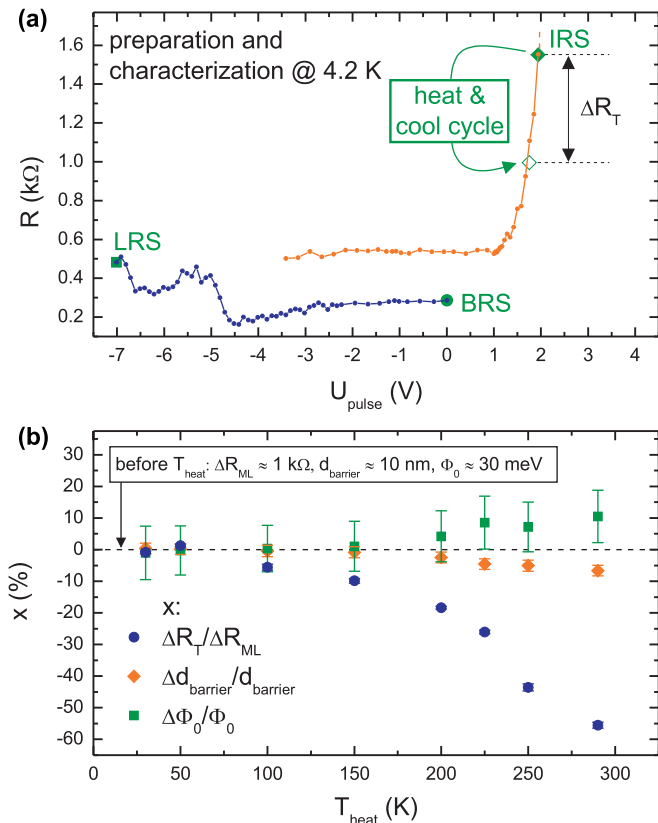 (a)
preparation and
characterization @ 4.2 K
IRS
heat &
cool cycle
ΔR_T
LRS
BRS
R (kΩ)
1.6
1.4
1.2
1.0
0.8
0.6
0.4
0.2
-7 -6 -5 -4 -3 -2 -1 0 1 2 3 4
U_pulse (V)
(b)
before T_heat: ΔR_ML ≈ 1 kΩ, d_barrier ≈ 10 nm, Φ_0 ≈ 30 meV
x (%)
30
20
10
0
-10
-20
-30
-40
-50
-60
x:
ΔR_T/ΔR_ML
Δd_barrier/d_barrier
ΔΦ_0/Φ_0
0 50 100 150 200 250 300
T_heat (K)